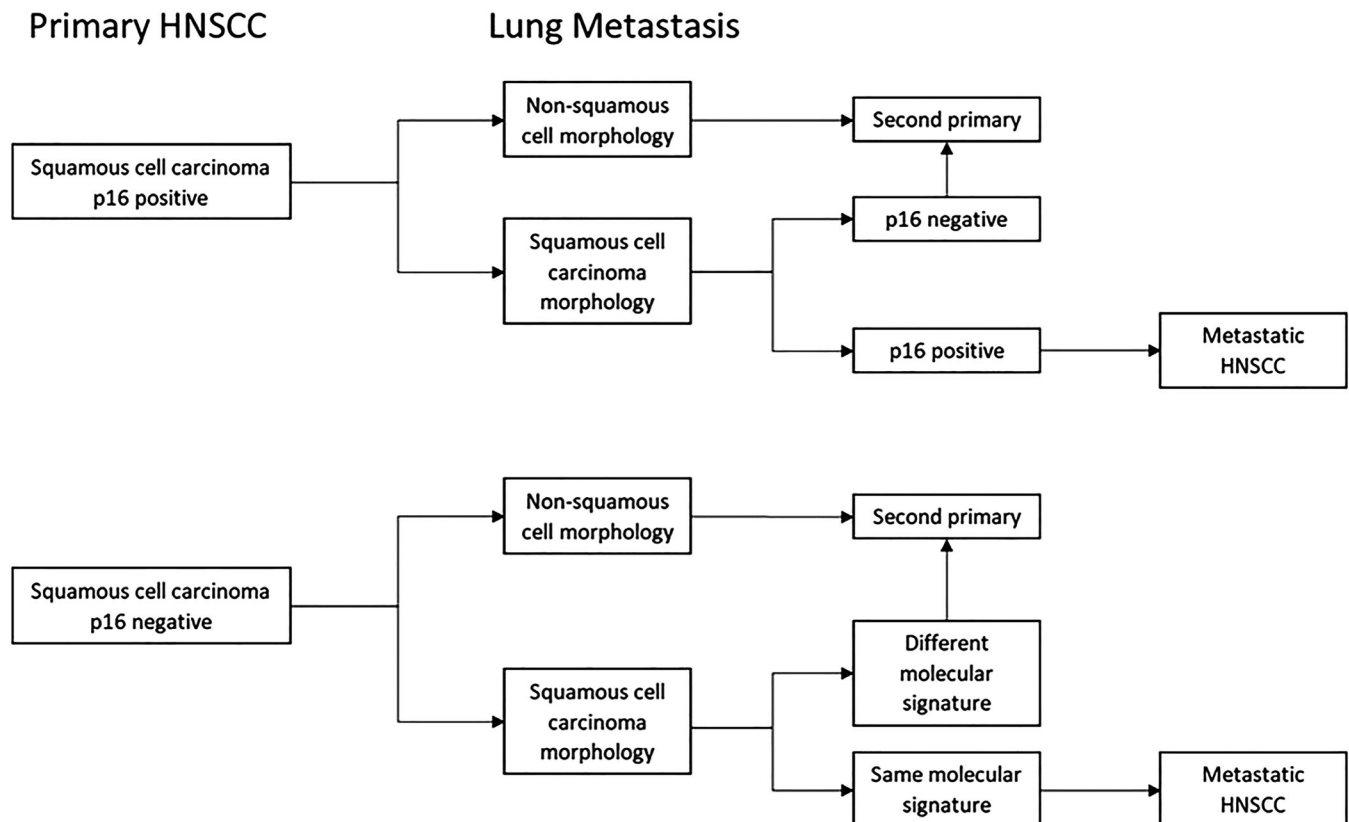 Primary HNSCC
Lung Metastasis
Non-squamous
cell morphology
Second primary
Squamous cell carcinoma
p16 positive
p16 negative
Squamous cell
carcinoma
morphology
p16 positive
Metastatic
HNSCC
Non-squamous
cell morphology
Second primary
Squamous cell carcinoma
p16 negative
Different
molecular
signature
Squamous cell
carcinoma
morphology
Same molecular
signature
Metastatic
HNSCC